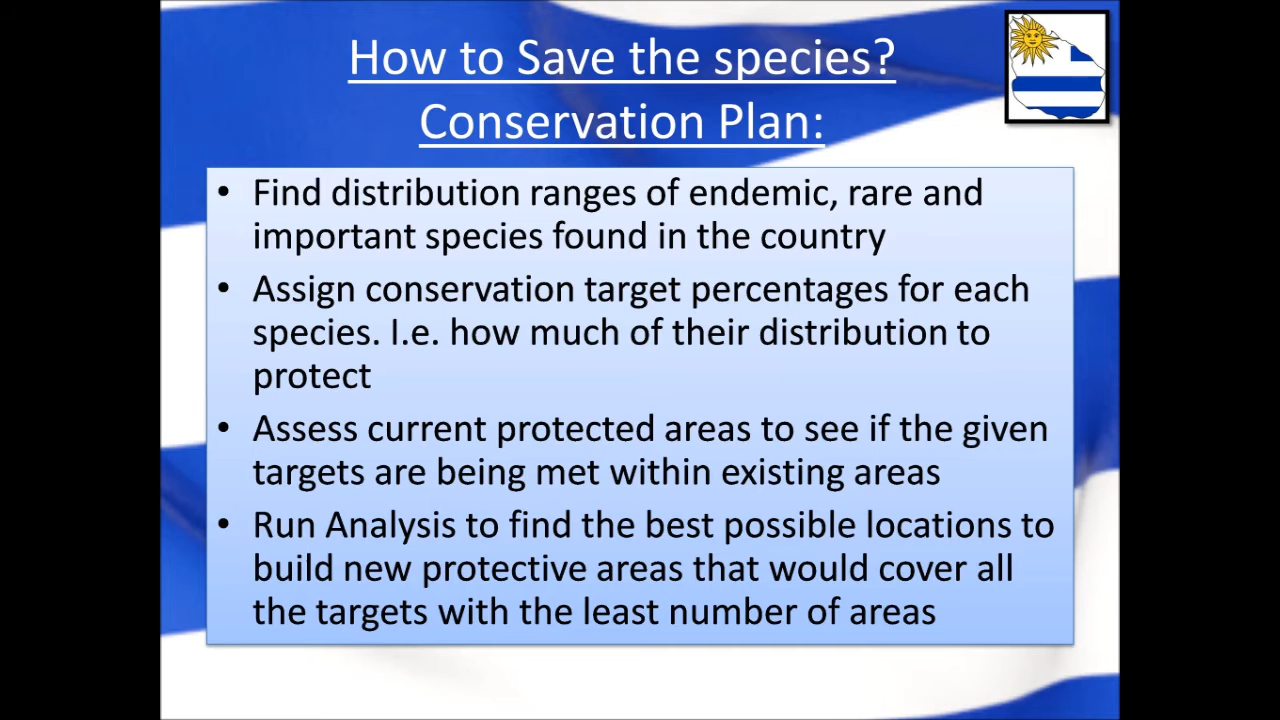 How to Save the species?
Conservation Plan:
• Find distribution ranges of endemic, rare and
important species found in the country
• Assign conservation target percentages for each
species. I.e. how much of their distribution to
protect
• Assess current protected areas to see if the given
targets are being met within existing areas
• Run Analysis to find the best possible locations to
build new protective areas that would cover all
the targets with the least number of areas